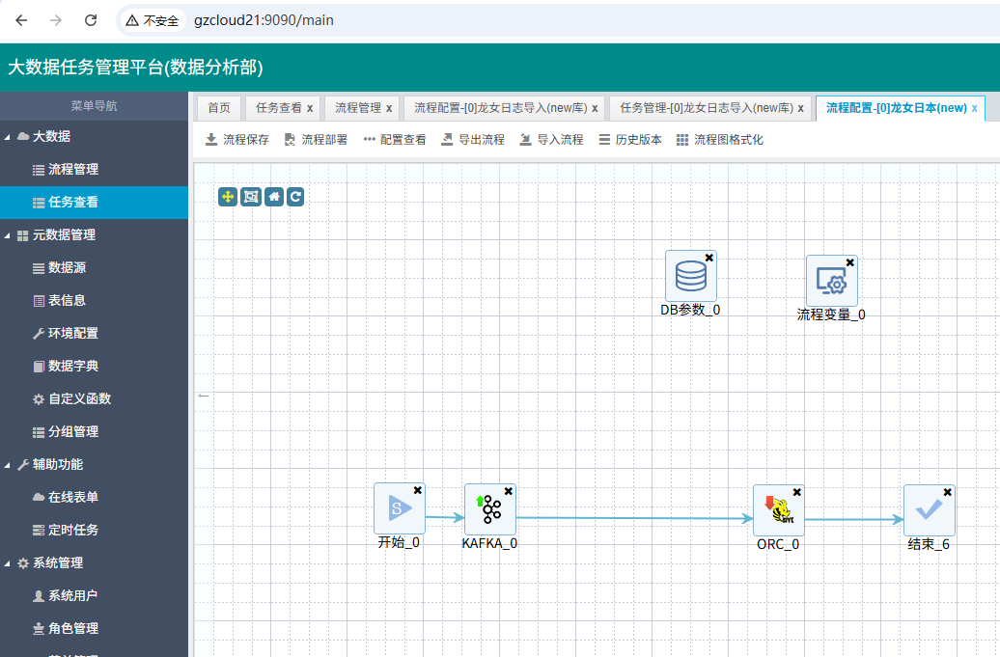 不安全 gzcloud21:9090/main
大数据任务管理平台(数据分析部)
菜单导航
大数据
流程管理
任务查看
元数据管理
数据源
表信息
环境配置
数据字典
自定义函数
分组管理
辅助功能
在线表单
定时任务
系统管理
系统用户
角色管理
首页 任务查看 x 流程管理 x 流程配置-[0]龙女日志导入(new库) x 任务管理-[0]龙女日志导入(new库) x 流程配置-[0]龙女日本(new) x
流程保存 流程部署 配置查看 导出流程 导入流程 历史版本 流程图格式化
DB参数_0
流程变量_0
S
开始_0
KAFKA_0
ORC_0
结束_6